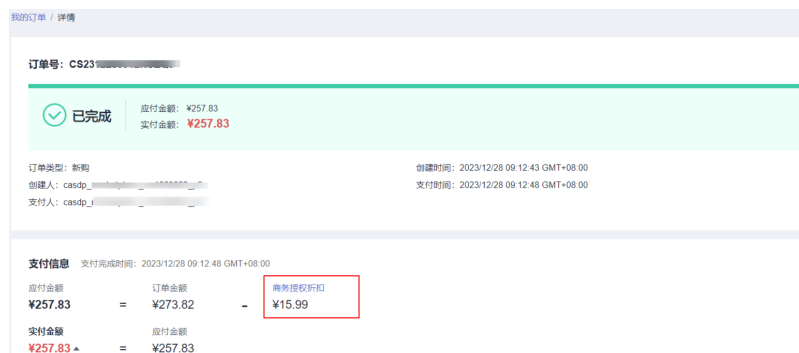 我的订单 / 详情
订单号：CS231
已完成
应付金额： ¥257.83
实付金额： ¥257.83
订单类型：新购
创建时间：2023/12/28 09:12:43 GMT+08:00
创建人：casdp_
支付时间：2023/12/28 09:12:48 GMT+08:00
支付人：casdp_
支付信息 支付完成时间：2023/12/28 09:12:48 GMT+08:00
应付金额 订单金额 商务授权折扣
¥257.83 = ¥273.82 - ¥15.99
实付金额 应付金额
¥257.83 = ¥257.83